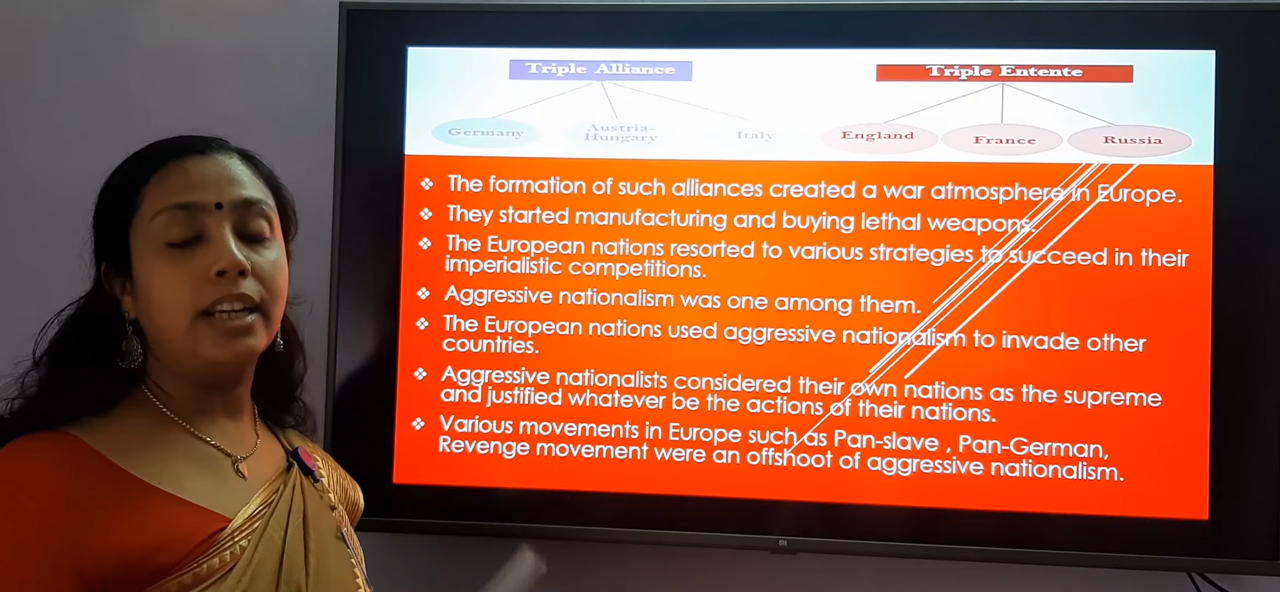 Triple Alliance
Triple Entente
Germany
Austria-
Hungary
Italy
England
France
Russia
❖ The formation of such alliances created a war atmosphere in Europe.
❖ They started manufacturing and buying lethal weapons.
❖ The European nations resorted to various strategies to succeed in their
imperialistic competitions.
❖ Aggressive nationalism was one among them.
❖ The European nations used aggressive nationalism to invade other
countries.
❖ Aggressive nationalists considered their own nations as the supreme
and justified whatever be the actions of their nations.
❖ Various movements in Europe such as Pan-slave , Pan-German,
Revenge movement were an offshoot of aggressive nationalism.
MI